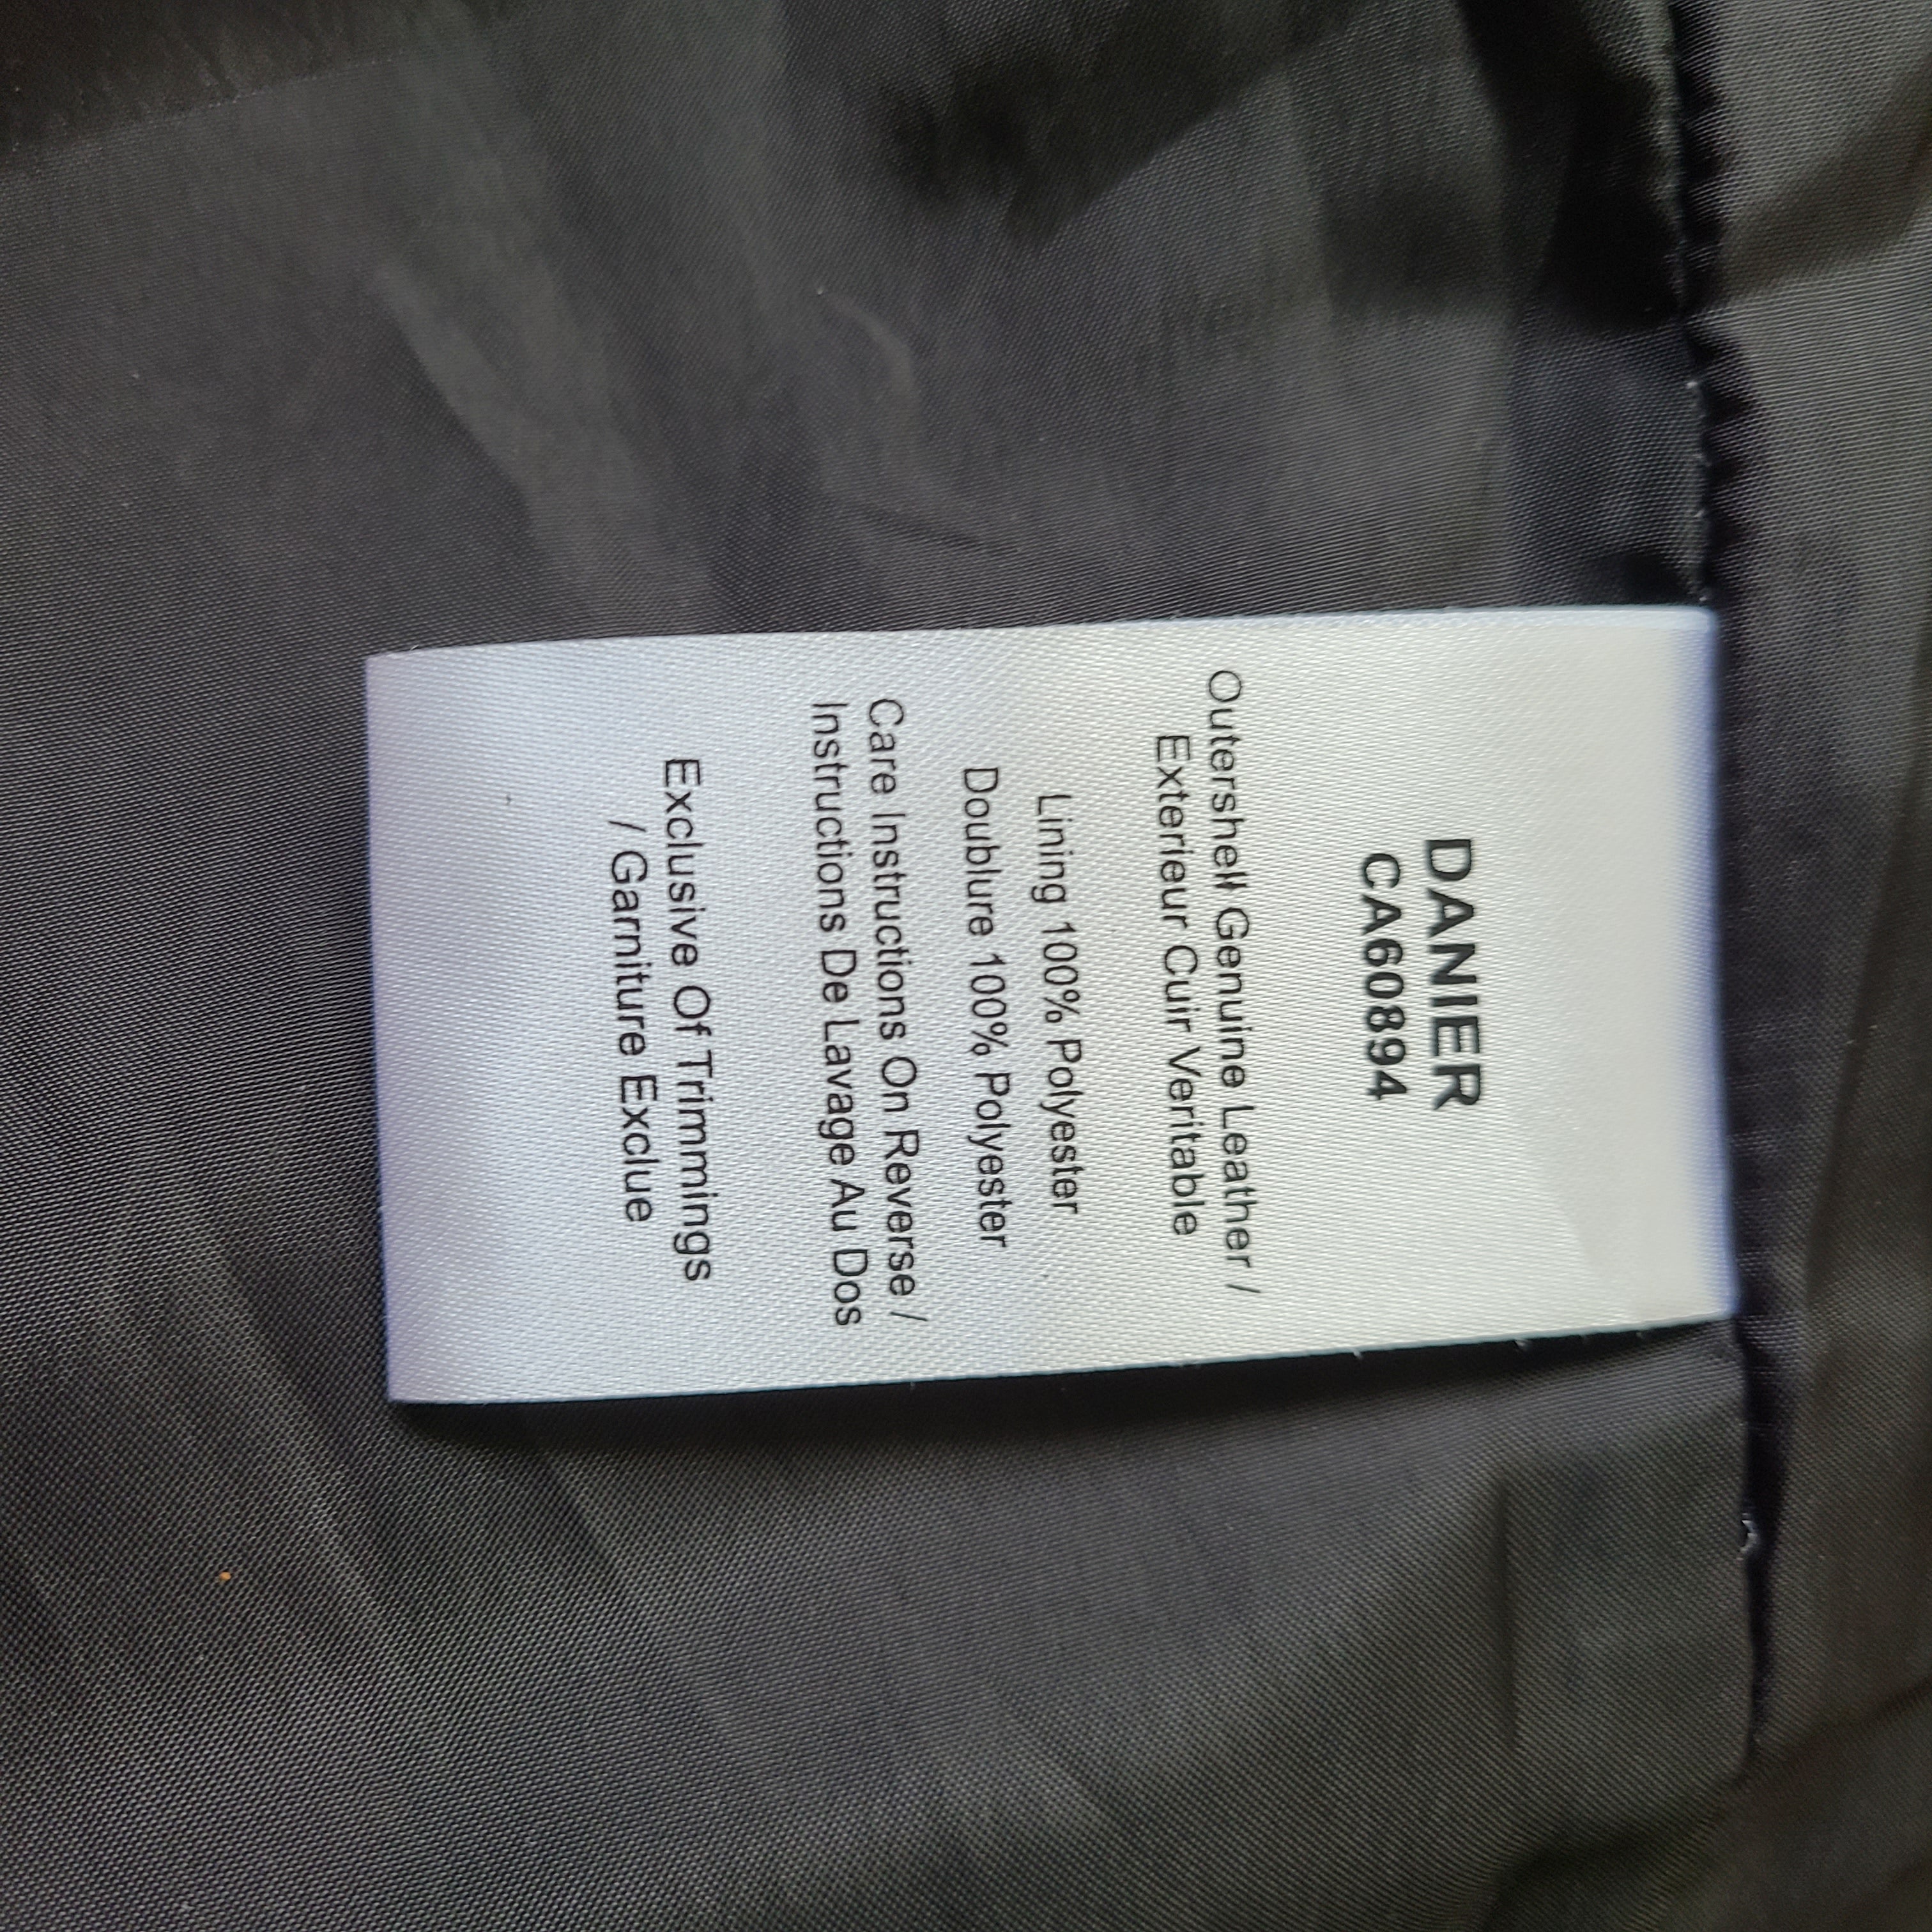 DANIER
CA60894
Outershell Genuine Leather /
Exterieur Cuir Veritable
Lining 100% Polyester
Doublure 100% Polyester
Care Instructions On Reverse /
Instructions De Lavage Au Dos
Exclusive Of Trimmings
/ Garniture Exclue